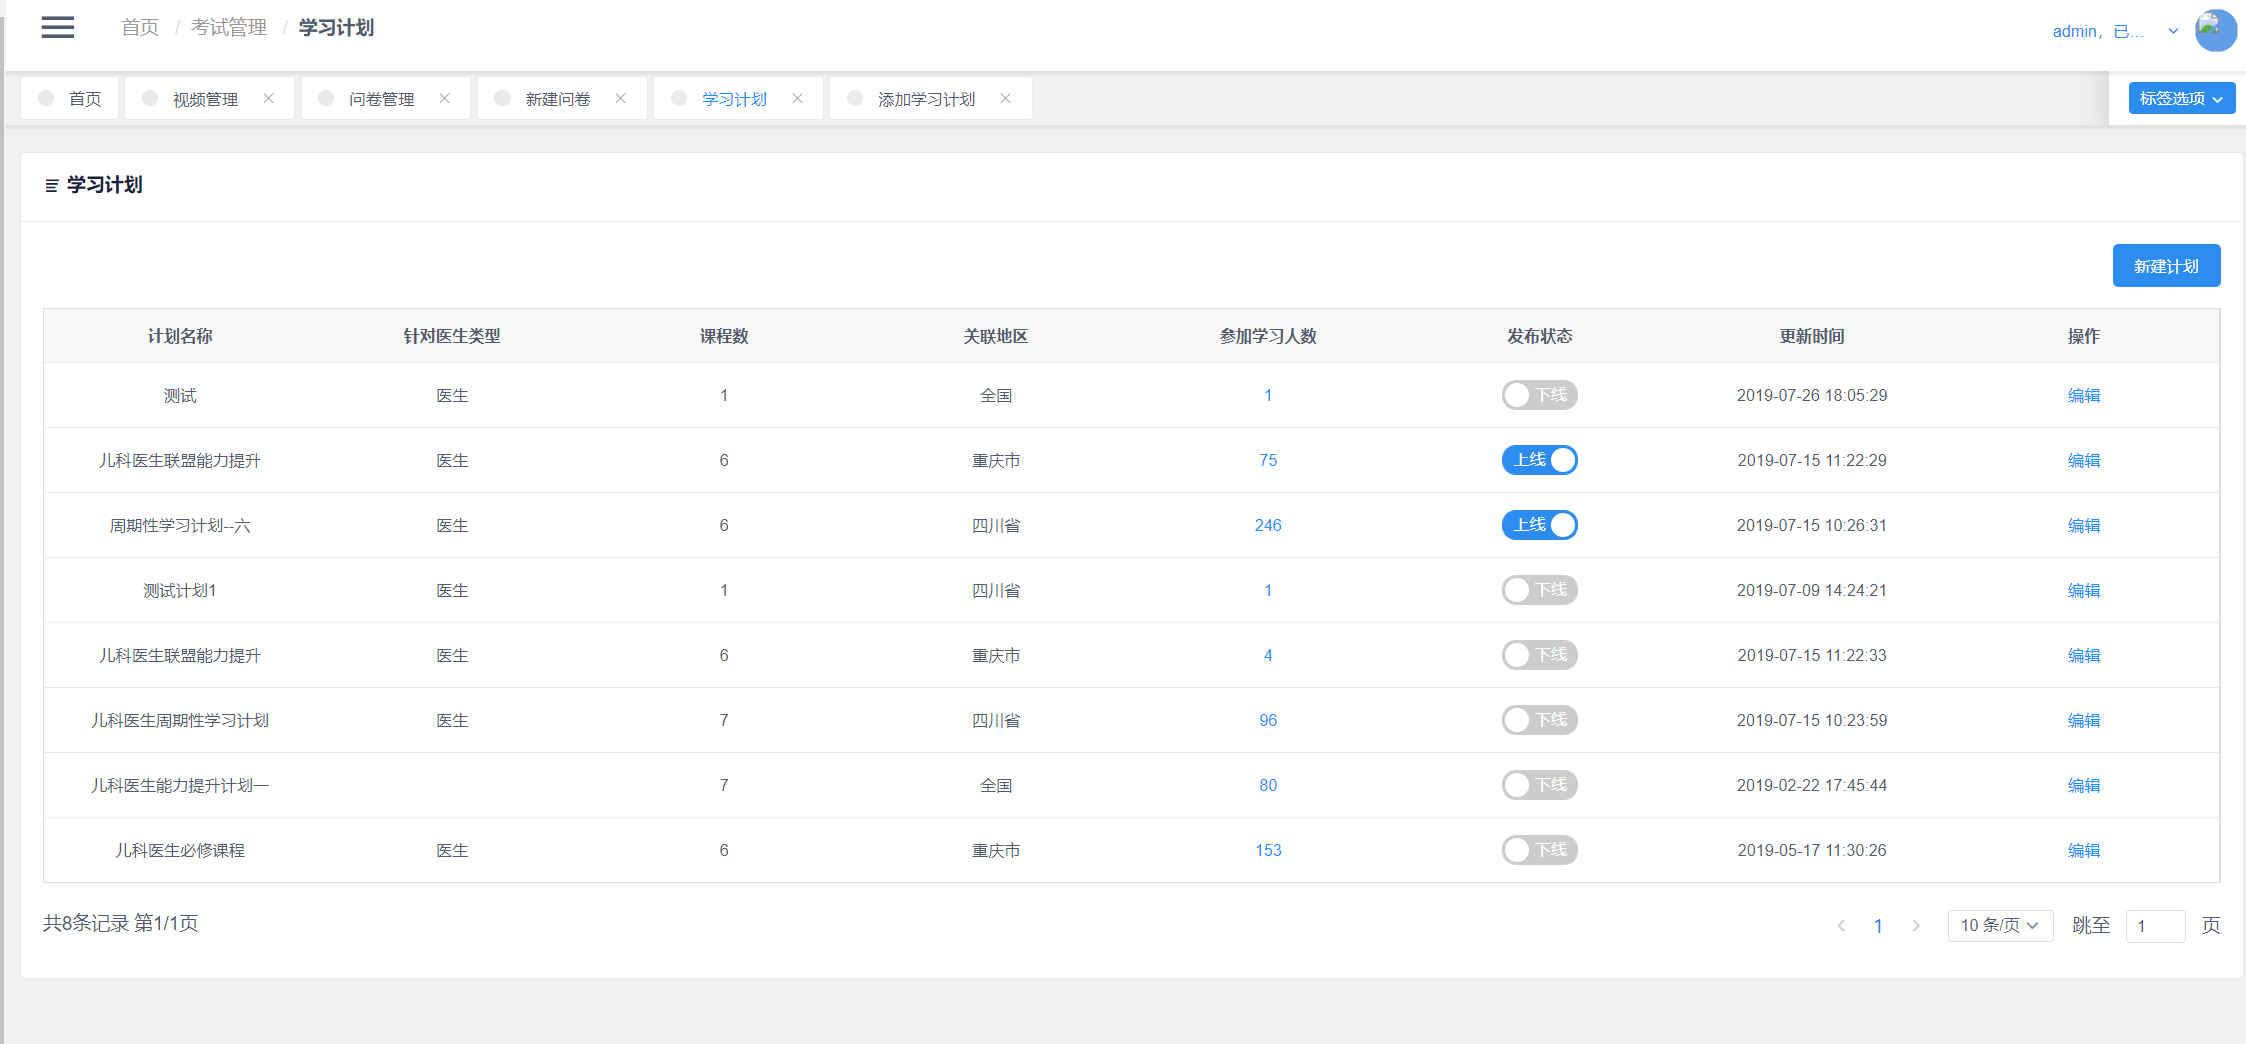 首页 / 考试管理 / 学习计划
admin，已...
首页 视频管理 问卷管理 新建问卷 学习计划 添加学习计划 标签选项
学习计划
新建计划
计划名称 针对医生类型 课程数 关联地区 参加学习人数 发布状态 更新时间 操作
测试 医生 1 全国 1 下线 2019-07-26 18:05:29 编辑
儿科医生联盟能力提升 医生 6 重庆市 75 上线 2019-07-15 11:22:29 编辑
周期性学习计划--六 医生 6 四川省 246 上线 2019-07-15 10:26:31 编辑
测试计划1 医生 1 四川省 1 下线 2019-07-09 14:24:21 编辑
儿科医生联盟能力提升 医生 6 重庆市 4 下线 2019-07-15 11:22:33 编辑
儿科医生周期性学习计划 医生 7 四川省 96 下线 2019-07-15 10:23:59 编辑
儿科医生能力提升计划一 7 全国 80 下线 2019-02-22 17:45:44 编辑
儿科医生必修课程 医生 6 重庆市 153 下线 2019-05-17 11:30:26 编辑
共8条记录 第1/1页 1 10 条/页 跳至 1 页